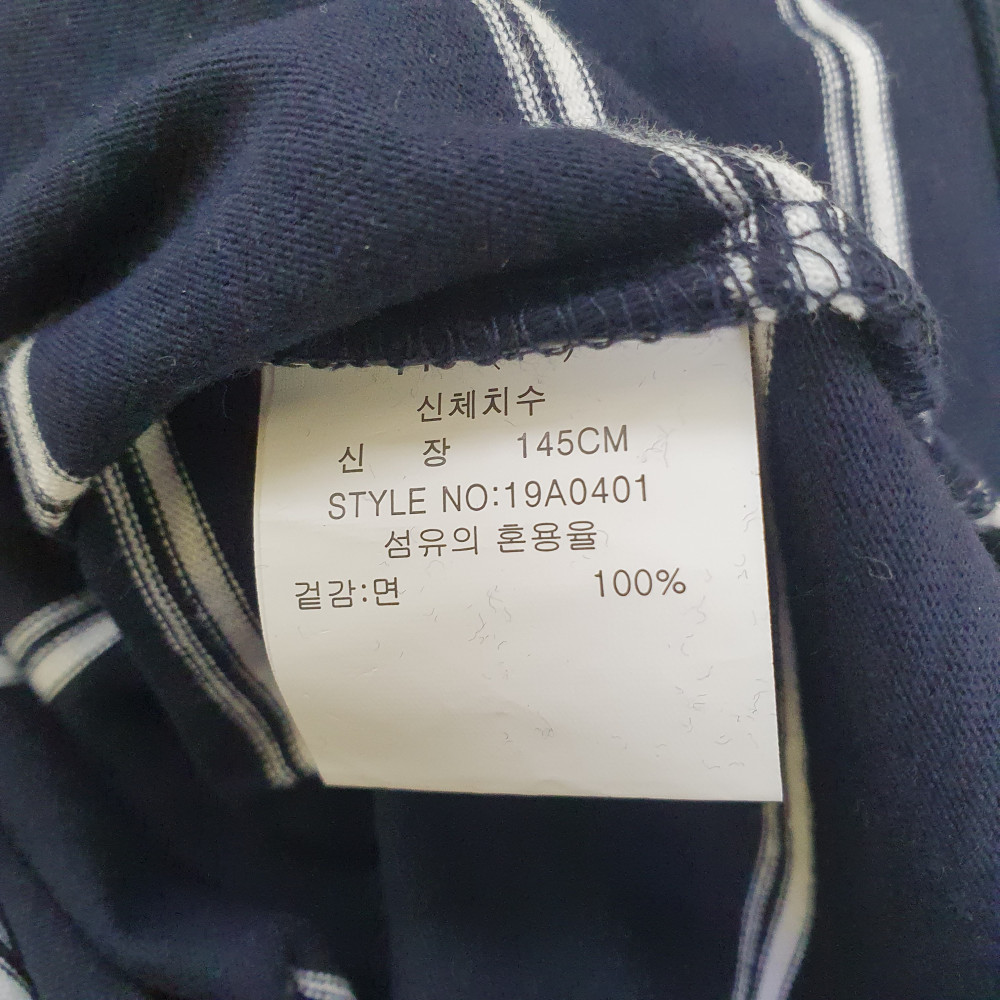 신체치수
신 장 145CM
STYLE NO:19A0401
섬유의 혼용율
겉감:면 100%